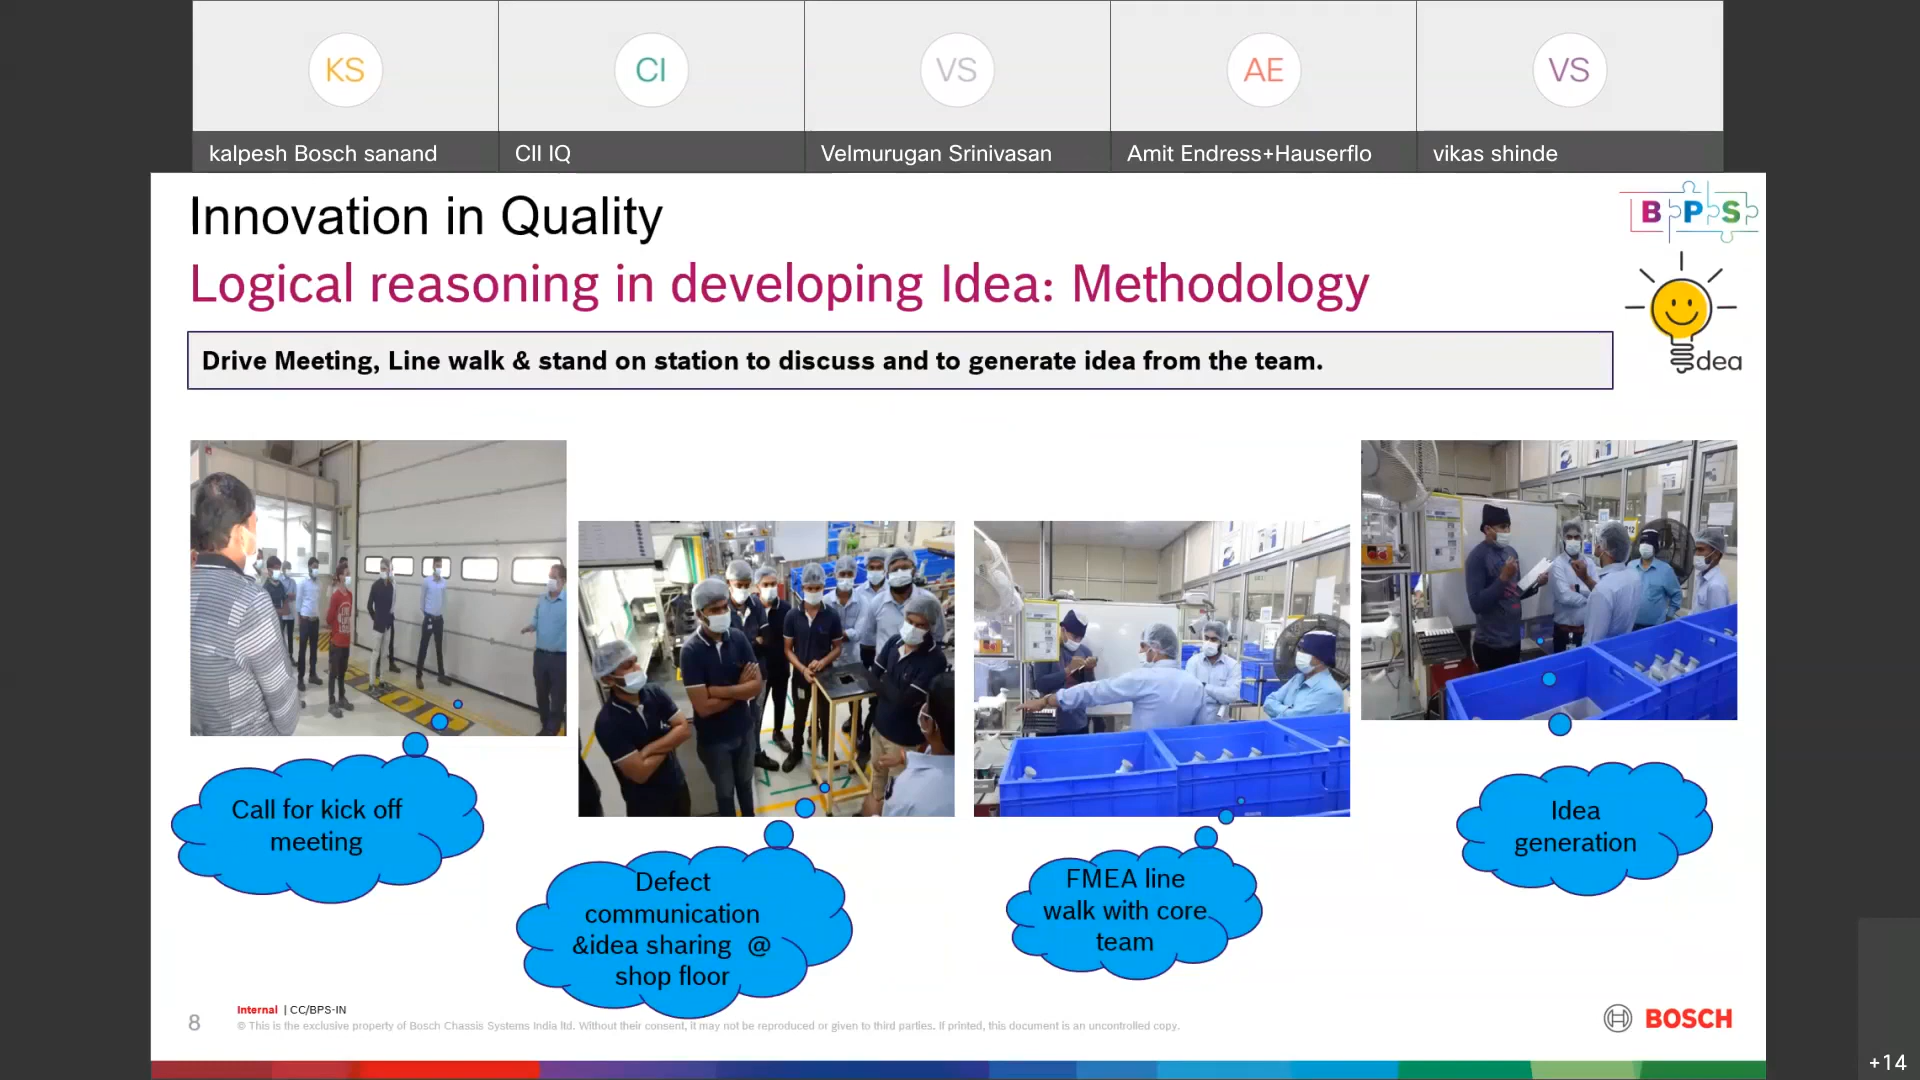 KS
CI
VS
AE
VS
kalpesh Bosch sanand
CII IQ
Velmurugan Srinivasan
Amit Endress+Hauserflo
vikas shinde
Innovation in Quality
B P S
Logical reasoning in developing Idea: Methodology
Drive Meeting, Line walk & stand on station to discuss and to generate idea from the team.
dea
Call for kick off
meeting
Defect
communication
&idea sharing @
shop floor
FMEA line
walk with core
team
Idea
generation
8
Internal | CC/BPS-IN
© This is the exclusive property of Bosch Chassis Systems India ltd. Without their consent, it may not be reproduced or given to third parties. If printed, this document is an uncontrolled copy.
BOSCH
+14